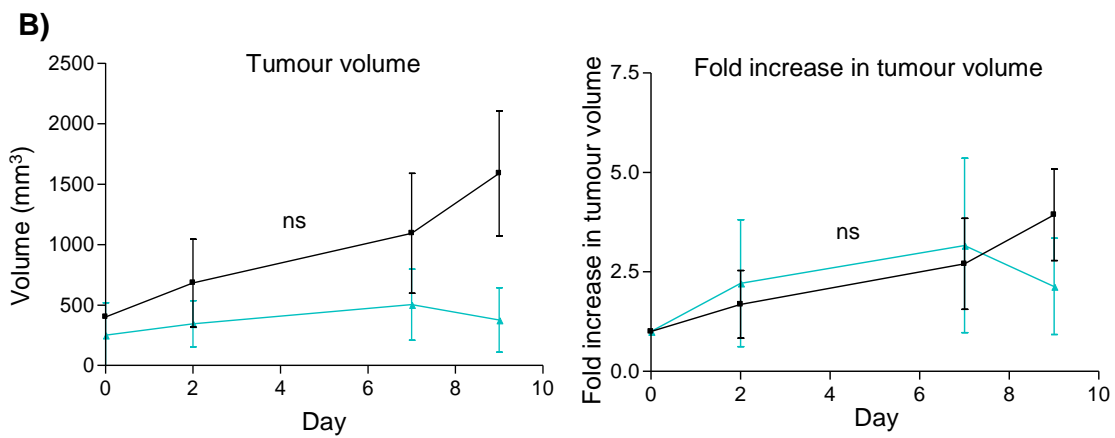 B)
Tumour volume
Volume (mm³)
2500
2000
1500
1000
500
0
ns
0 2 4 6 8 10
Day
Fold increase in tumour volume
Fold increase in tumour volume
7.5
5.0
2.5
0.0
ns
0 2 4 6 8 10
Day